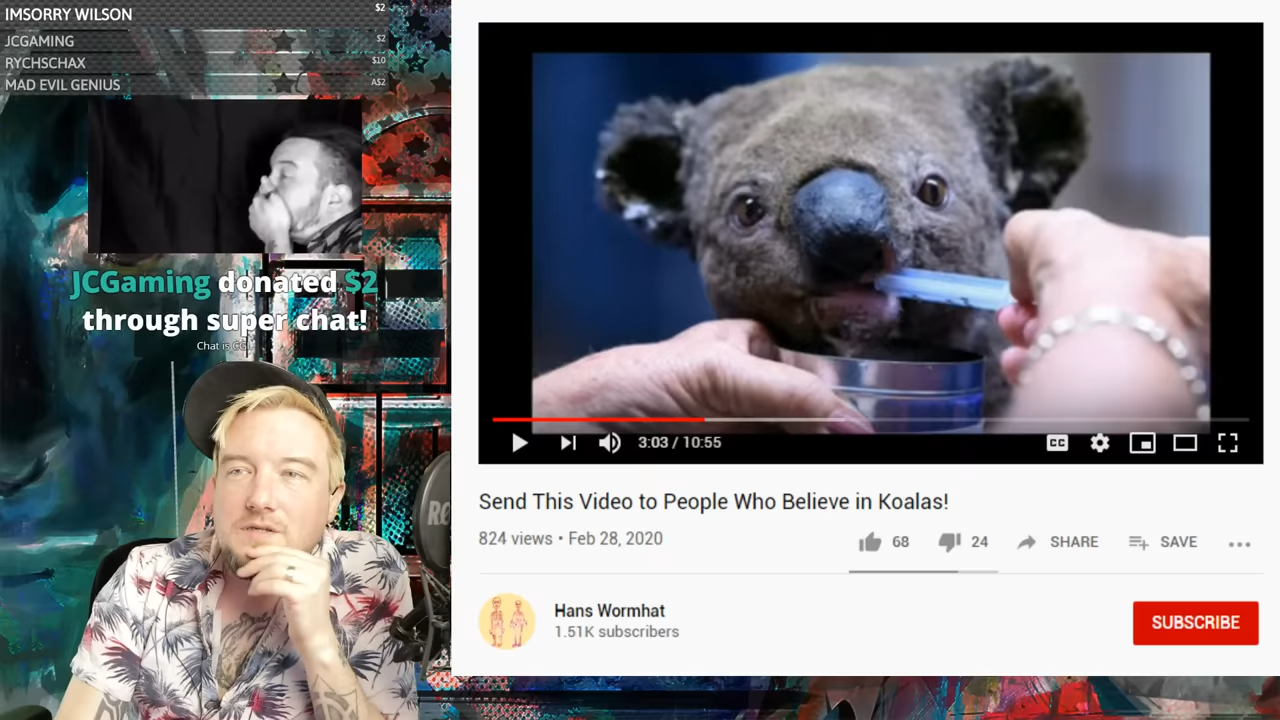 IMSORRY WILSON $2
JCGAMING $2
RYCHSCHAX $10
MAD EVIL GENIUS A$2
JCGaming donated $2
through super chat!
Chat is
3:03 / 10:55
CC
Send This Video to People Who Believe in Koalas!
824 views • Feb 28, 2020
68
24
SHARE
SAVE
Hans Wormhat
1.51K subscribers
SUBSCRIBE